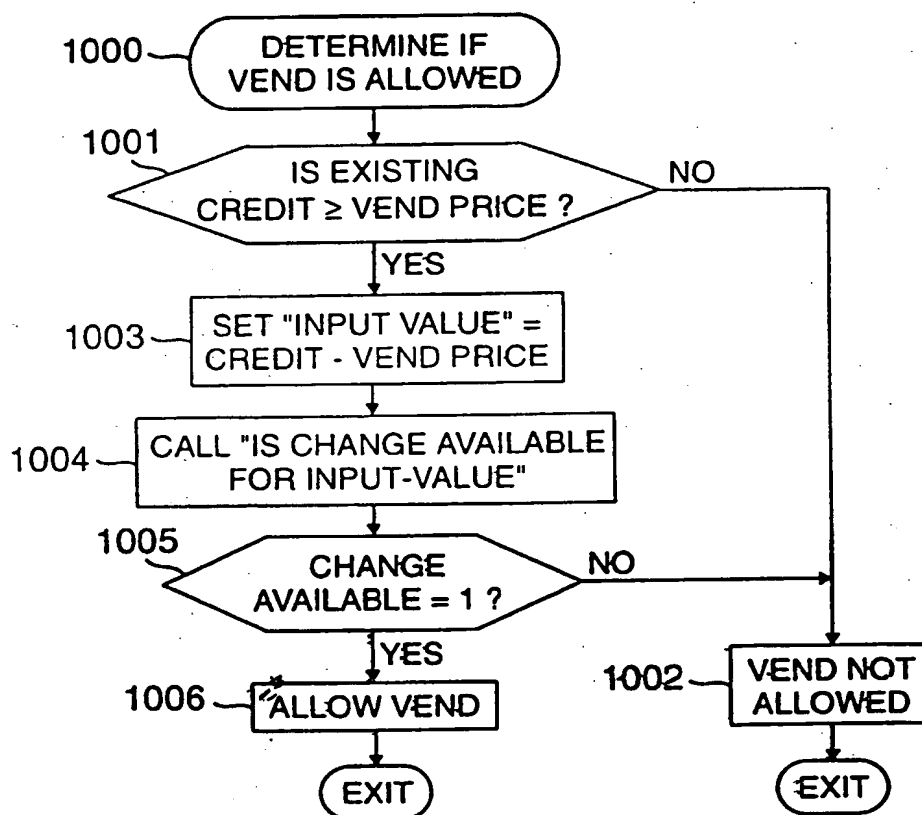 1000
DETERMINE IF
VEND IS ALLOWED
1001
IS EXISTING
CREDIT ≥ VEND PRICE ?
NO
YES
1003
SET "INPUT VALUE" =
CREDIT - VEND PRICE
1004
CALL "IS CHANGE AVAILABLE
FOR INPUT-VALUE"
1005
CHANGE
AVAILABLE = 1 ?
NO
YES
1006
ALLOW VEND
EXIT
1002
VEND NOT
ALLOWED
EXIT